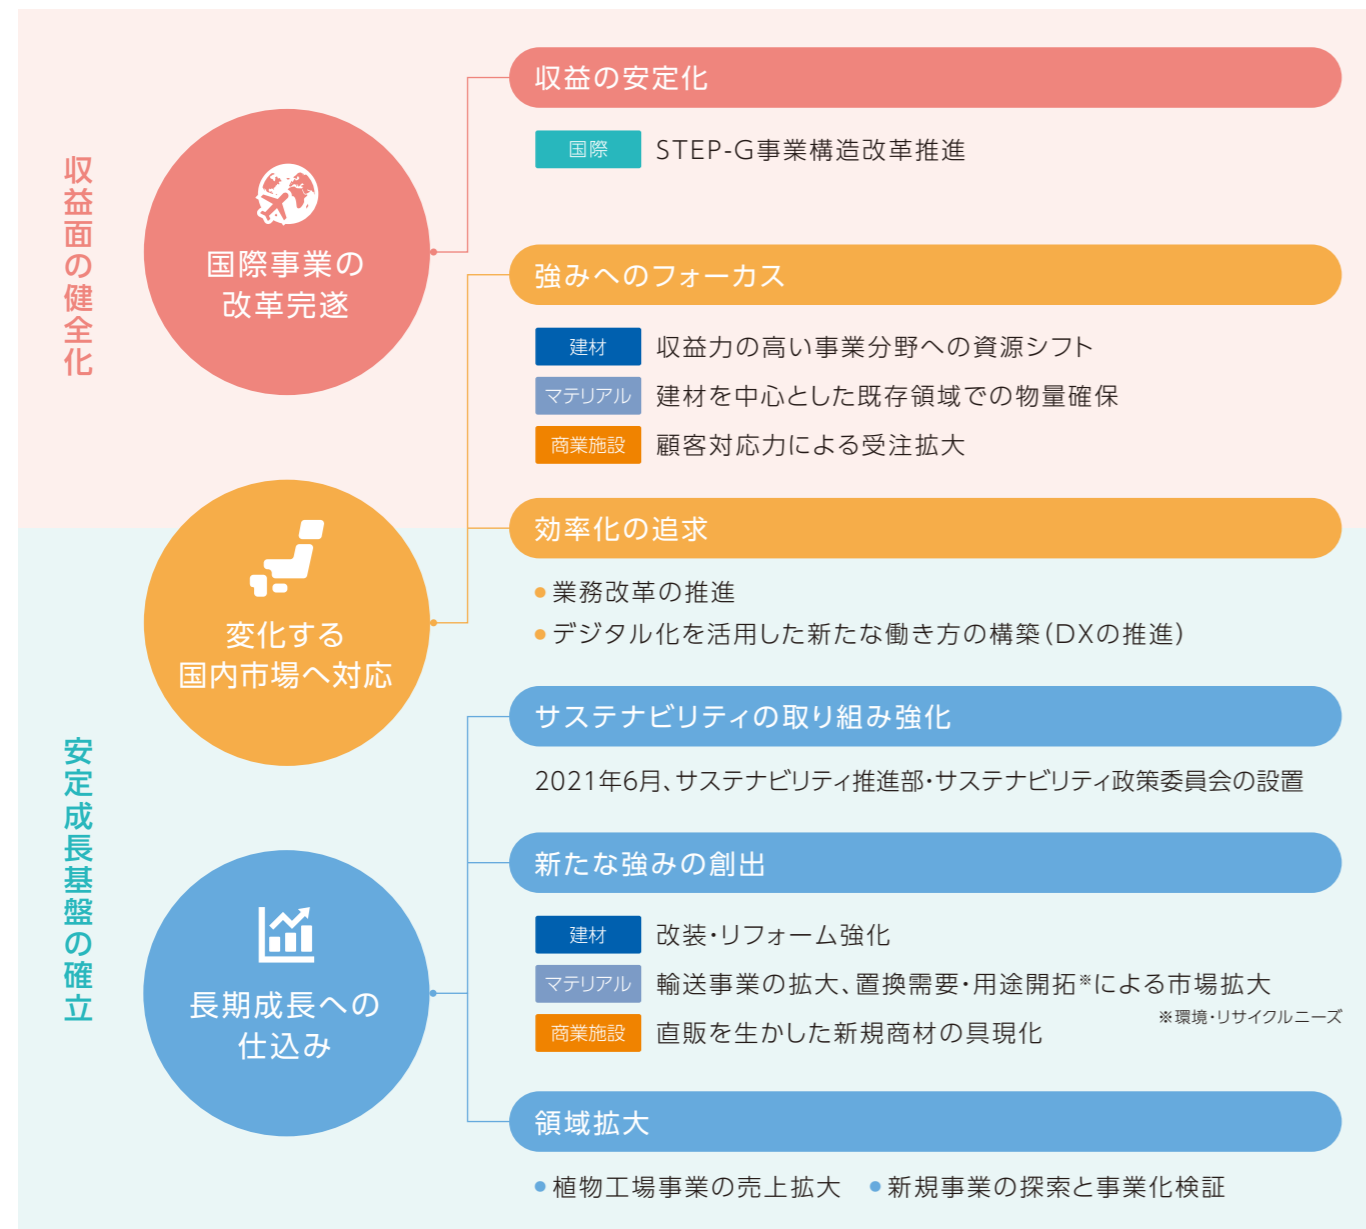 収益面の健全化
国際事業の
改革完遂
収益の安定化
国際 STEP-G事業構造改革推進
変化する
国内市場へ対応
強みへのフォーカス
建材 収益力の高い事業分野への資源シフト
マテリアル 建材を中心とした既存領域での物量確保
商業施設 顧客対応力による受注拡大
効率化の追求
●業務改革の推進
●デジタル化を活用した新たな働き方の構築(DXの推進)
安定成長基盤の確立
長期成長への
仕込み
サステナビリティの取り組み強化
2021年6月、サステナビリティ推進部・サステナビリティ政策委員会の設置
新たな強みの創出
建材 改装・リフォーム強化
マテリアル 輸送事業の拡大、置換需要・用途開拓※による市場拡大
※環境・リサイクルニーズ
商業施設 直販を生かした新規商材の具現化
領域拡大
●植物工場事業の売上拡大 ●新規事業の探索と事業化検証